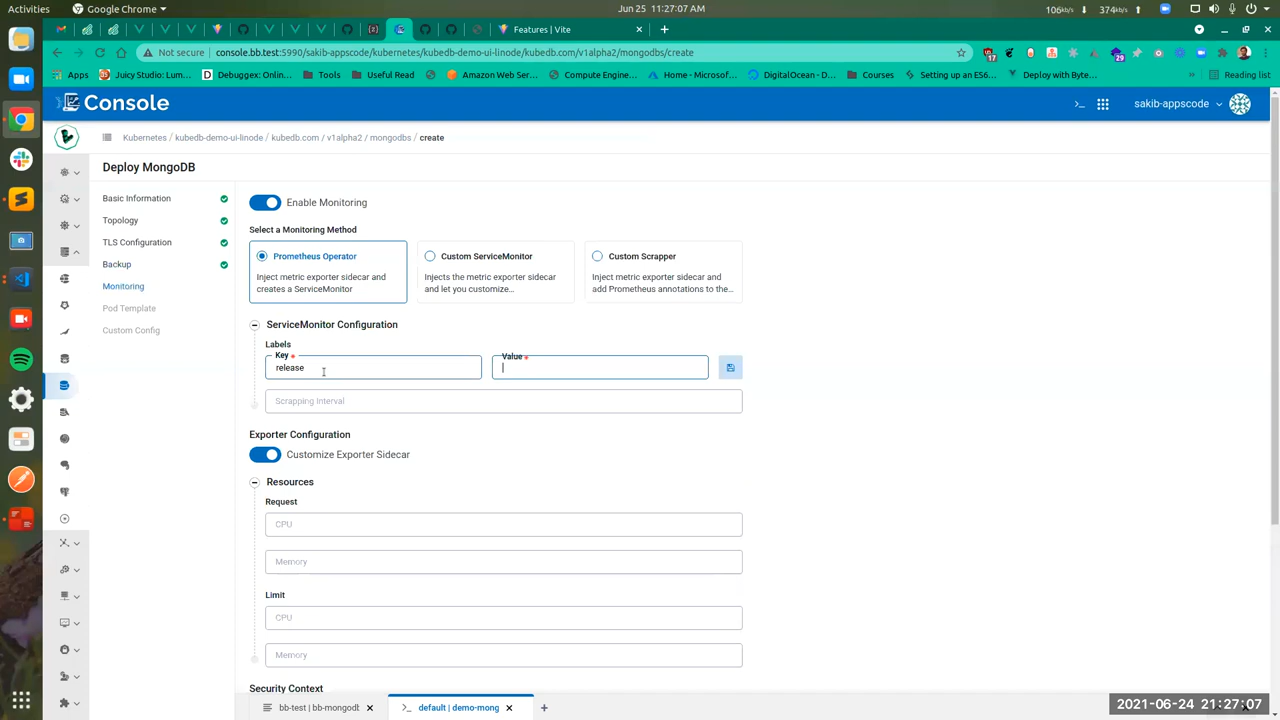 Activities
Google Chrome
Jun 25 11:27:07 AM
106k/s
374k/s
Features | Vite
Not secure | console.bb.test:5990/sakib-appscode/kubernetes/kubedb-demo-ui-linode/kubedb.com/v1alpha2/mongodbs/create
17
29
Apps
Juicy Studio: Lum...
Debuggex: Onlin...
Tools
Useful Read
Amazon Web Ser...
Compute Engine...
Home - Microsof...
DigitalOcean - D...
Courses
Setting up an ES6...
Deploy with Byte...
Reading list
Console
sakib-appscode
Kubernetes / kubedb-demo-ui-linode / kubedb.com / v1alpha2 / mongodbs / create
Deploy MongoDB
Basic Information
Topology
TLS Configuration
Backup
Monitoring
Pod Template
Custom Config
Enable Monitoring
Select a Monitoring Method
Prometheus Operator
Inject metric exporter sidecar and
creates a ServiceMonitor
Custom ServiceMonitor
Injects the metric exporter sidecar
and let you customize...
Custom Scrapper
Inject metric exporter sidecar and
add Prometheus annotations to the...
ServiceMonitor Configuration
Labels
Key *
release
Value *
Scrapping Interval
Exporter Configuration
Customize Exporter Sidecar
Resources
Request
CPU
Memory
Limit
CPU
Memory
Security Context
bb-test | bb-mongodb
default | demo-mong
2021-06-24 21:27:07